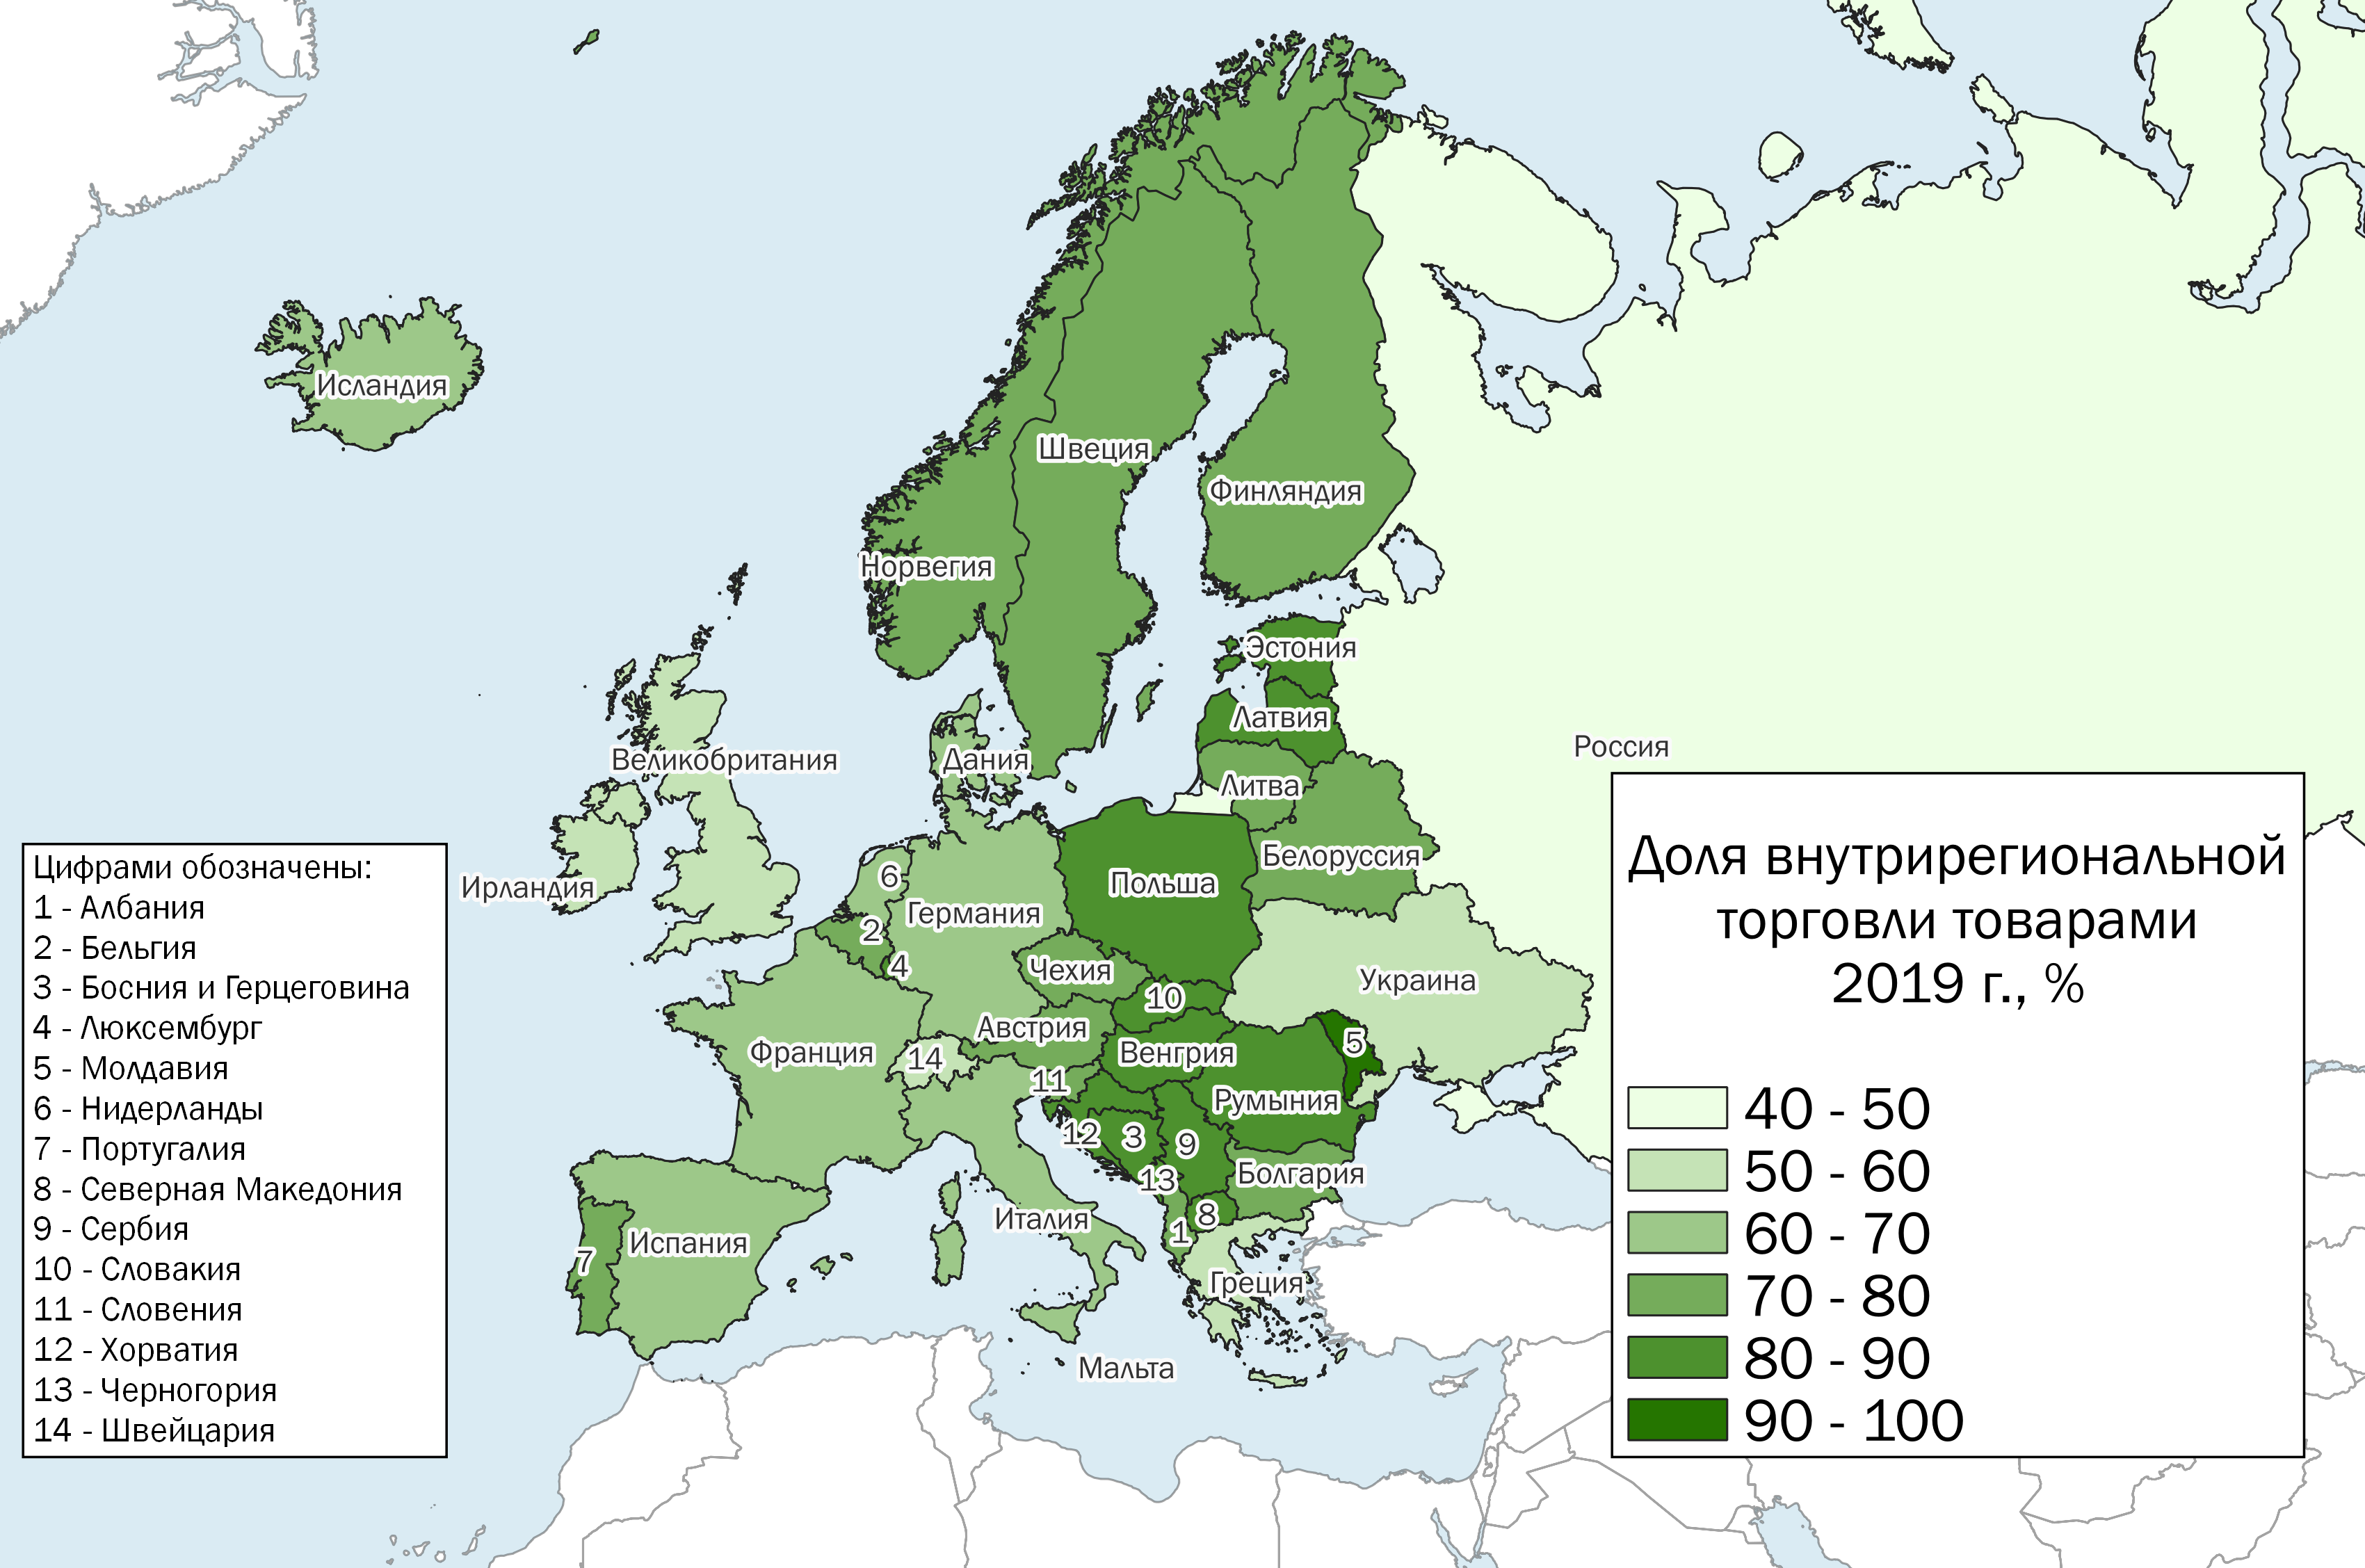 Исландия
Швеция
Финляндия
Норвегия
Эстония
Латвия
Россия
Великобритания
Дания
Литва
Белоруссия
Польша
Ирландия
6
Германия
2
4
Чехия
Украина
10
Австрия
5
Франция
14
Венгрия
11
Румыния
12
3
9
Болгария
13
8
Италия
1
Испания
7
Греция
Мальта
Цифрами обозначены:
1 - Албания
2 - Бельгия
3 - Босния и Герцеговина
4 - Люксембург
5 - Молдавия
6 - Нидерланды
7 - Португалия
8 - Северная Македония
9 - Сербия
10 - Словакия
11 - Словения
12 - Хорватия
13 - Черногория
14 - Швейцария
Доля внутрирегиональной
торговли товарами
2019 г., %
40 - 50
50 - 60
60 - 70
70 - 80
80 - 90
90 - 100